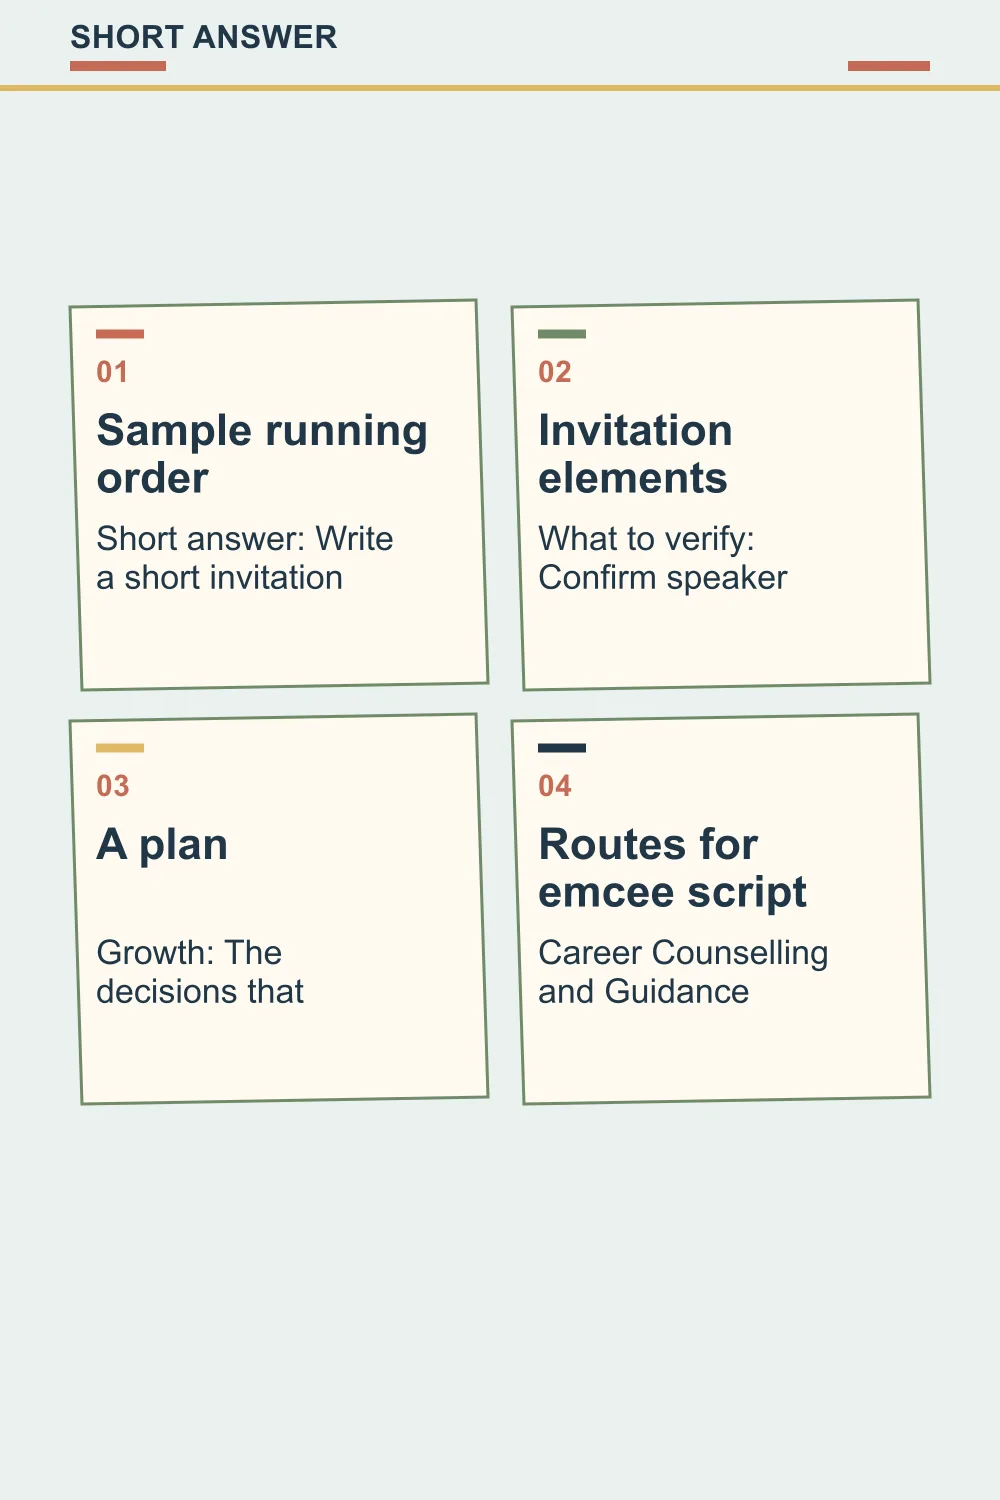 SHORT ANSWER
01
Sample running
order
Short answer: Write
a short invitation
02
Invitation
elements
What to verify:
Confirm speaker
03
A plan
Growth: The
decisions that
04
Routes for
emcee script
Career Counselling
and Guidance